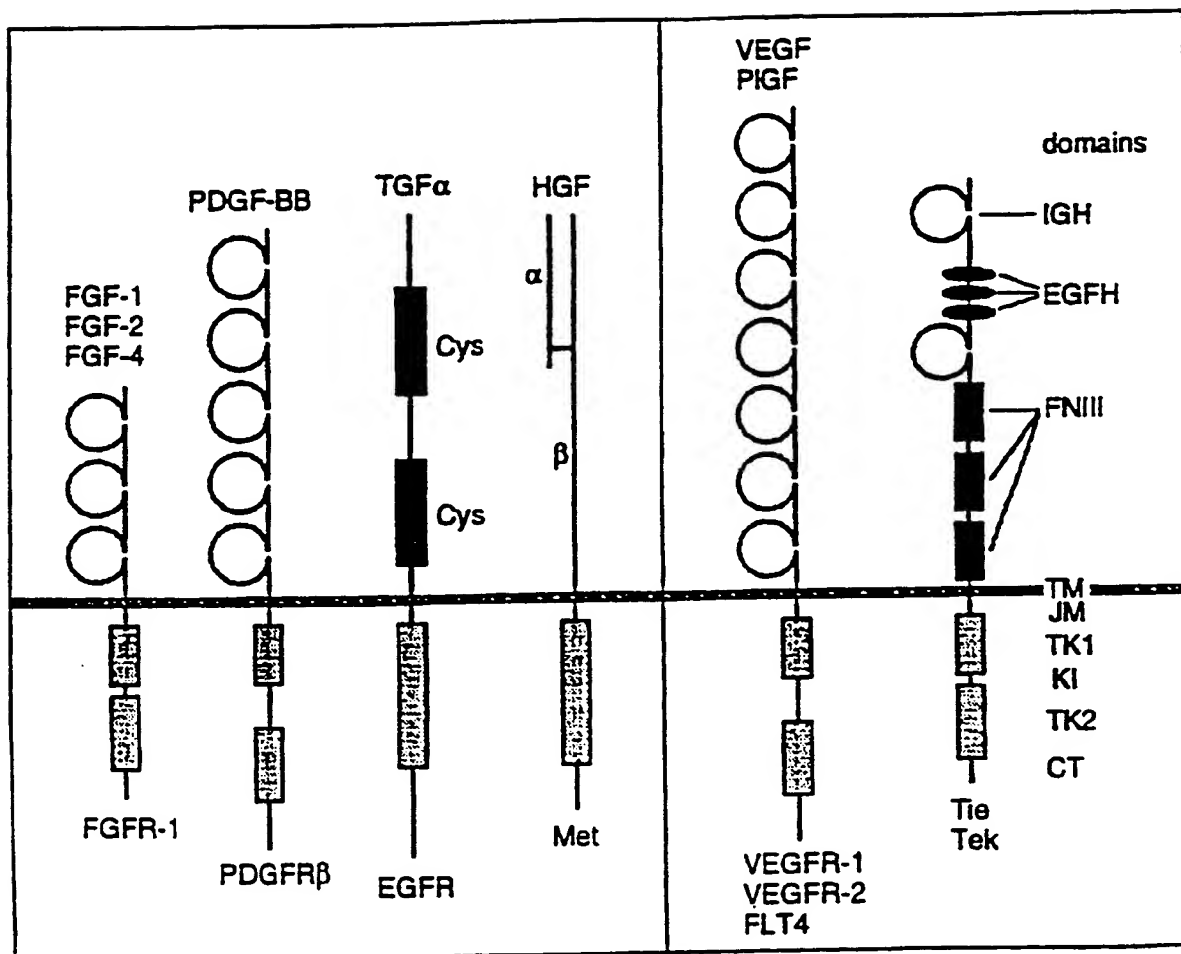 FGF-1
FGF-2
FGF-4
FGFR-1
PDGF-BB
PDGFRβ
TGFα
Cys
Cys
EGFR
HGF
α
β
Met
VEGF
PIGF
VEGFR-1
VEGFR-2
FLT4
domains
IGH
EGFH
FNIII
TM
JM
TK1
KI
TK2
CT
Tie
Tek